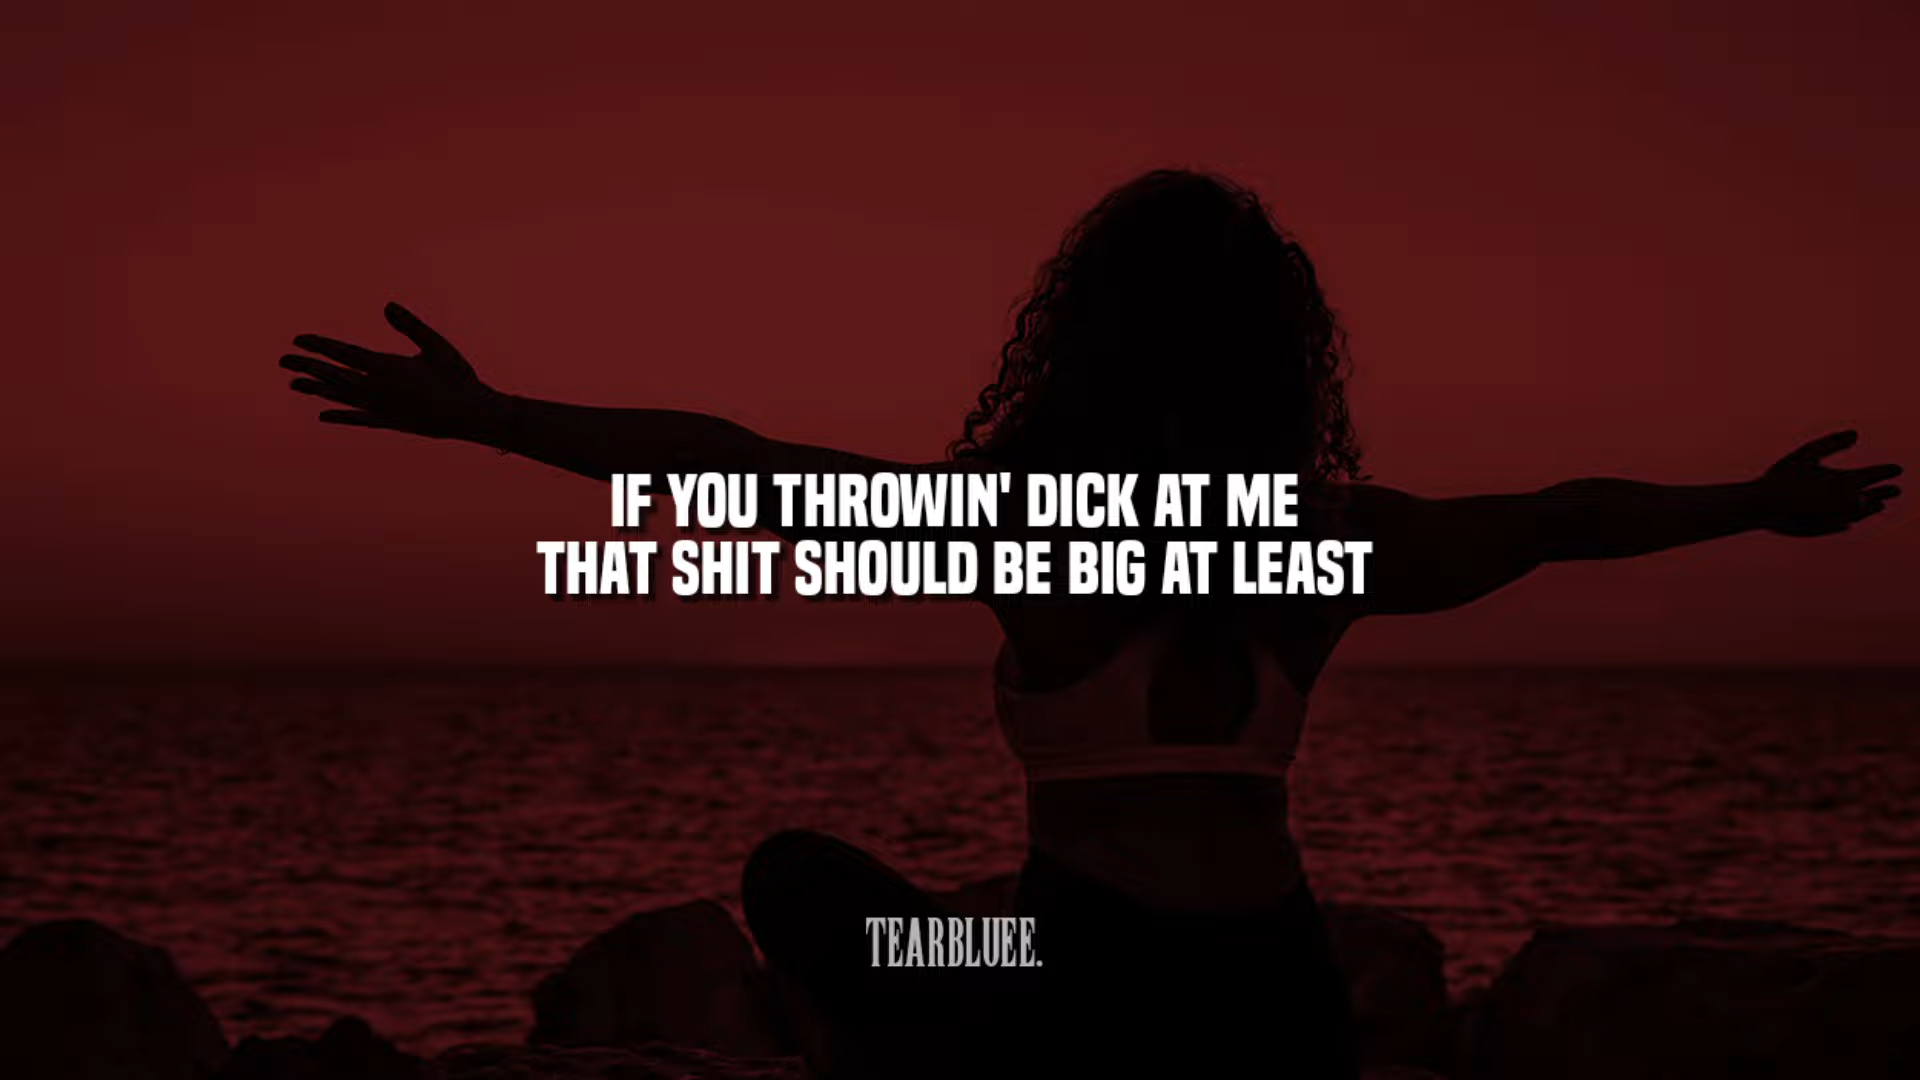 IF YOU THROWIN' DICK AT ME
THAT SHIT SHOULD BE BIG AT LEAST
TEARBLUEE.